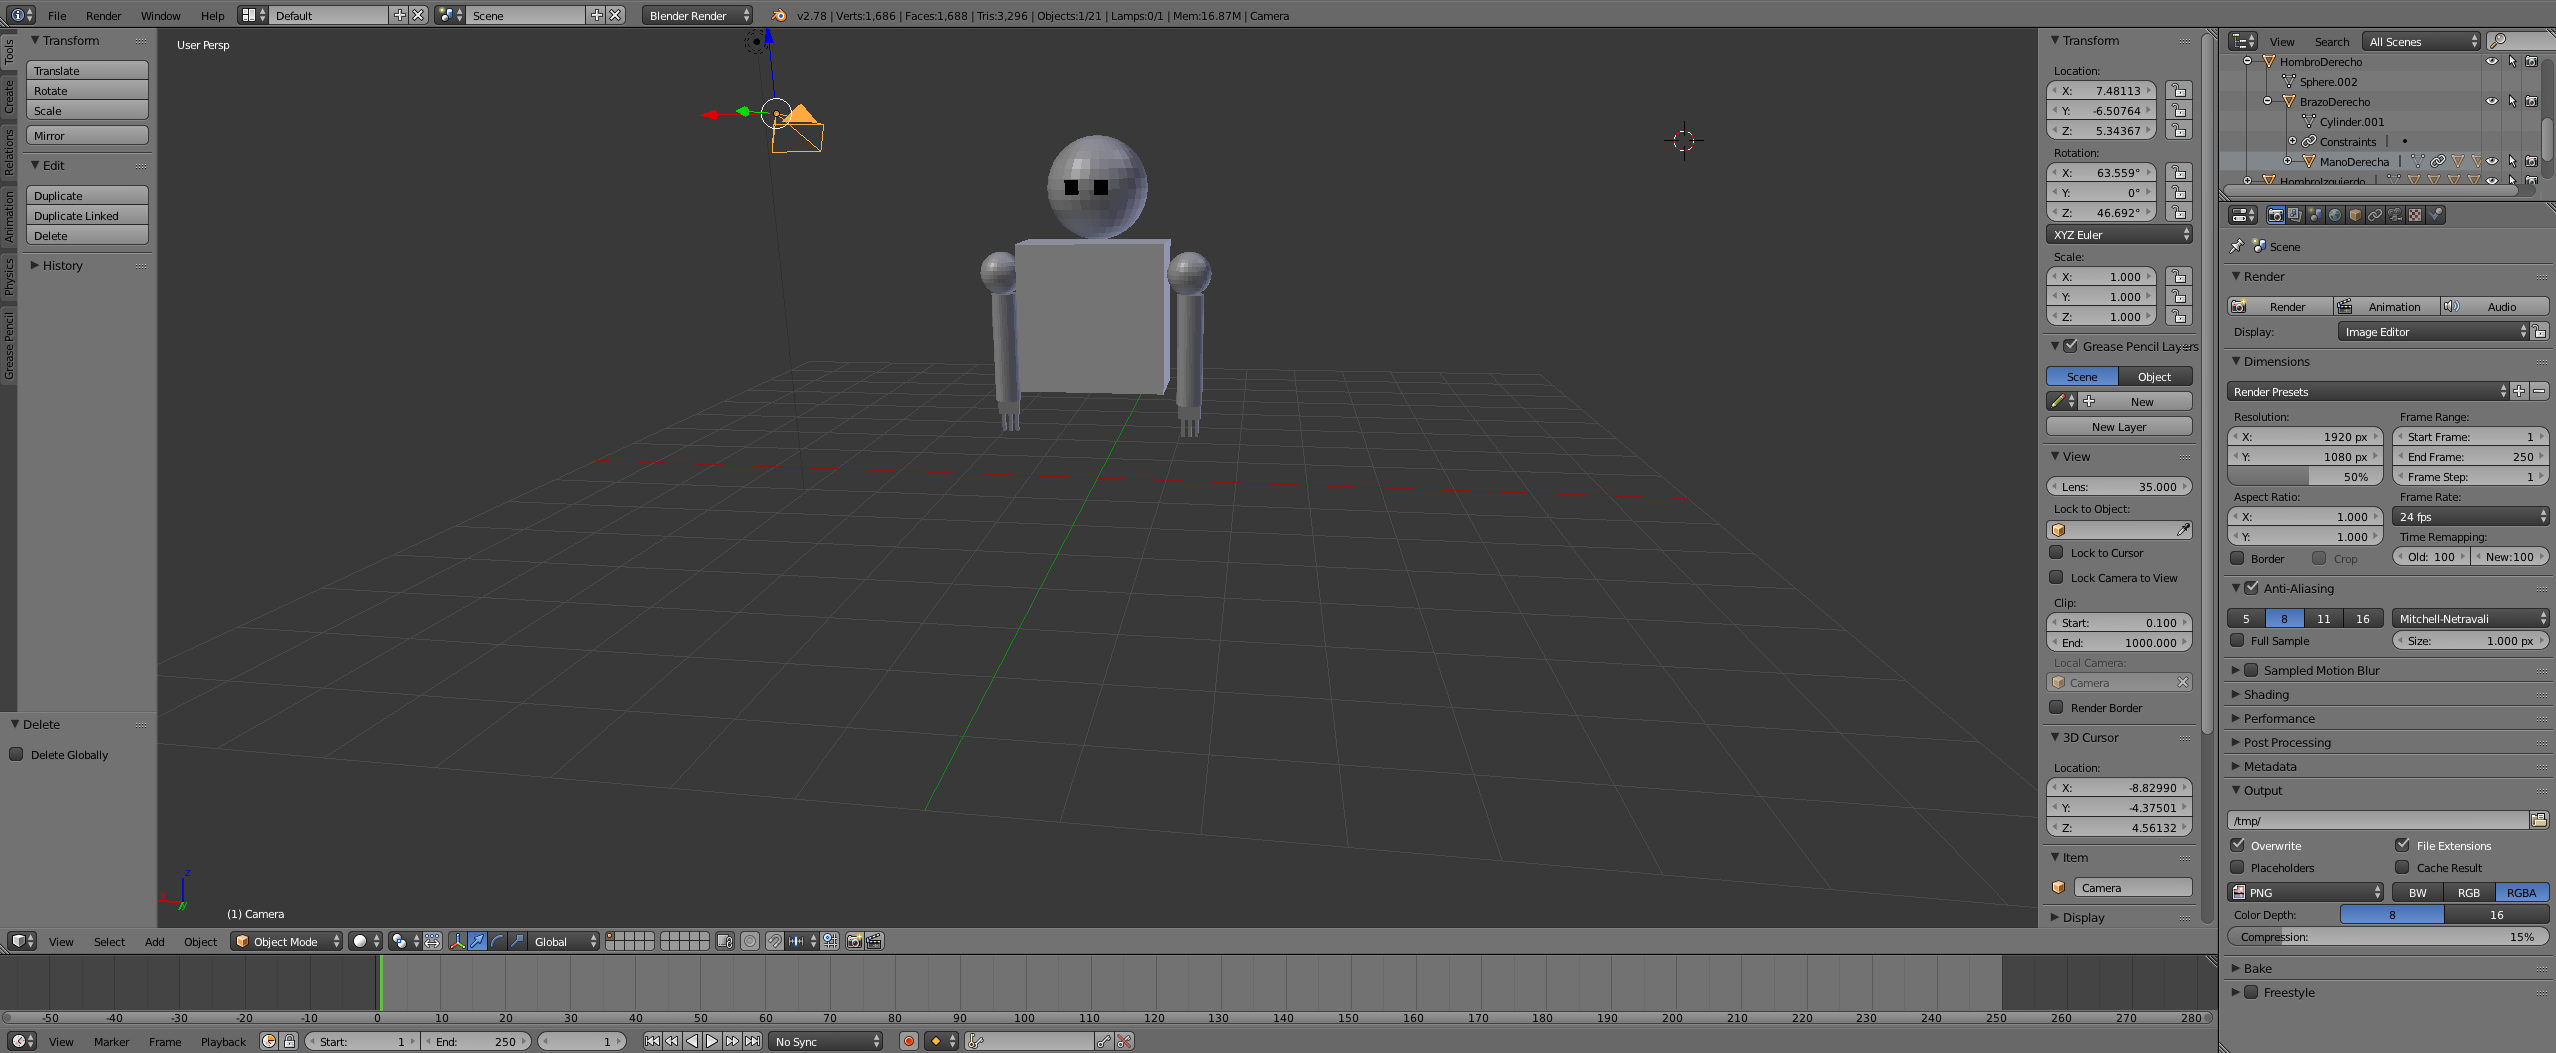 File Render Window Help Default Scene Blender Render v2.78 | Verts:1,686 | Faces:1,688 | Tris:3,296 | Objects:1/21 | Lamps:0/1 | Mem:16.87M | Camera
Tools
Create
Relations
Animation
Physics
Grease Pencil
Transform
Translate
Rotate
Scale
Mirror
Edit
Duplicate
Duplicate Linked
Delete
History
Delete
Delete Globally
User Persp
(1) Camera
Transform
Location:
X: 7.48113
Y: -6.50764
Z: 5.34367
Rotation:
X: 63.559°
Y: 0°
Z: 46.692°
XYZ Euler
Scale:
X: 1.000
Y: 1.000
Z: 1.000
Grease Pencil Layers
Scene Object
New
New Layer
View
Lens: 35.000
Lock to Object:
Lock to Cursor
Lock Camera to View
Clip:
Start: 0.100
End: 1000.000
Local Camera:
Camera
Render Border
3D Cursor
Location:
X: -8.82990
Y: -4.37501
Z: 4.56132
Item
Camera
Display
View Search All Scenes
HombroDerecho
Sphere.002
BrazoDerecho
Cylinder.001
Constraints
ManoDerecha
HombroIzquierdo
Scene
Render
Render Animation Audio
Display: Image Editor
Dimensions
Render Presets
Resolution: Frame Range:
X: 1920 px Start Frame: 1
Y: 1080 px End Frame: 250
50% Frame Step: 1
Aspect Ratio: Frame Rate:
X: 1.000 24 fps
Y: 1.000 Time Remapping:
Border Crop Old: 100 New:100
Anti-Aliasing
5 8 11 16 Mitchell-Netravali
Full Sample Size: 1.000 px
Sampled Motion Blur
Shading
Performance
Post Processing
Metadata
Output
/tmp/
Overwrite File Extensions
Placeholders Cache Result
PNG BW RGB RGBA
Color Depth: 8 16
Compression: 15%
Bake
Freestyle
View Select Add Object Object Mode Global
-50 -40 -30 -20 -10 0 10 20 30 40 50 60 70 80 90 100 110 120 130 140 150 160 170 180 190 200 210 220 230 240 250 260 270 280
View Marker Frame Playback Start: 1 End: 250 1 No Sync